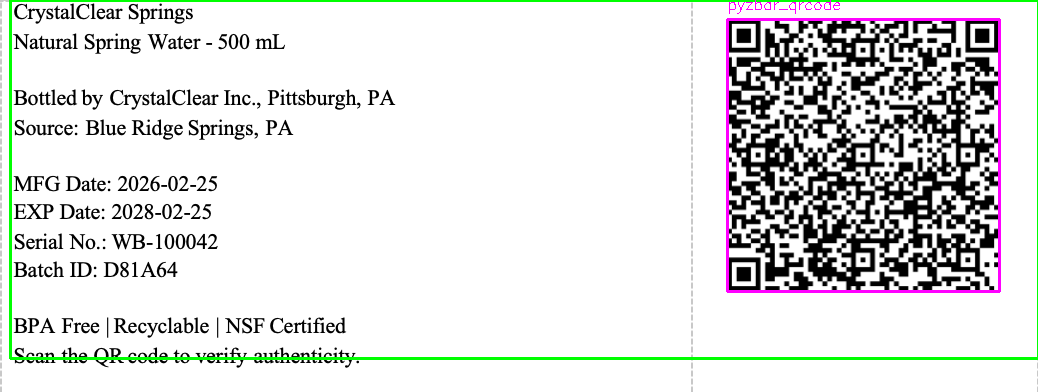 CrystalClear Springs
Natural Spring Water - 500 mL
Bottled by CrystalClear Inc., Pittsburgh, PA
Source: Blue Ridge Springs, PA
MFG Date: 2026-02-25
EXP Date: 2028-02-25
Serial No.: WB-100042
Batch ID: D81A64
BPA Free | Recyclable | NSF Certified
Scan the QR code to verify authenticity.
pyzbar_qrcode